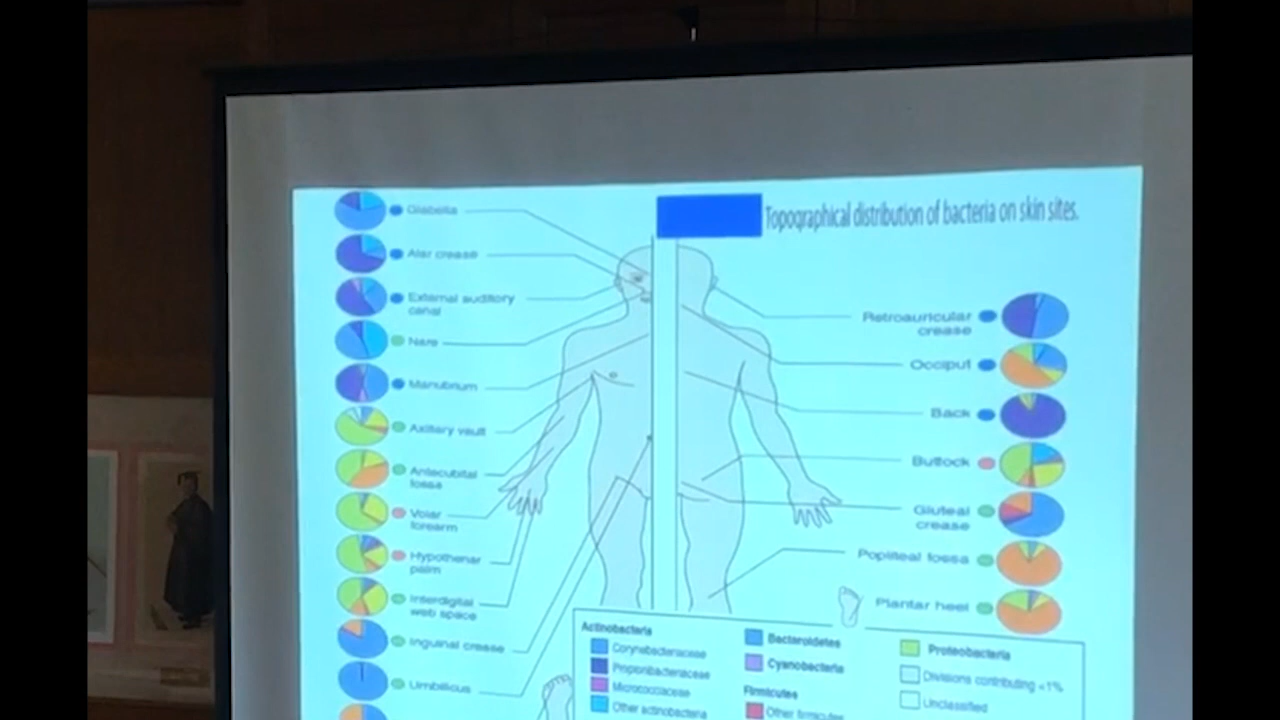 Topographical distribution of bacteria on skin sites.
Glabella
Alar crease
External auditory
canal
Nare
Manubrium
Axillary vault
Antecubital
fossa
Volar
forearm
Hypothenar
palm
Interdigital
web space
Inguinal crease
Umbilicus
Retroauricular
crease
Occiput
Back
Buttock
Gluteal
crease
Popliteal fossa
Plantar heel
Actinobacteria
Corynebacteriaceae
Propionibacteriaceae
Micrococciaceae
Other actinobacteria
Bacteroidetes
Cyanobacteria
Firmicutes
Other firmicutes
Proteobacteria
Divisions contributing <1%
Unclassified